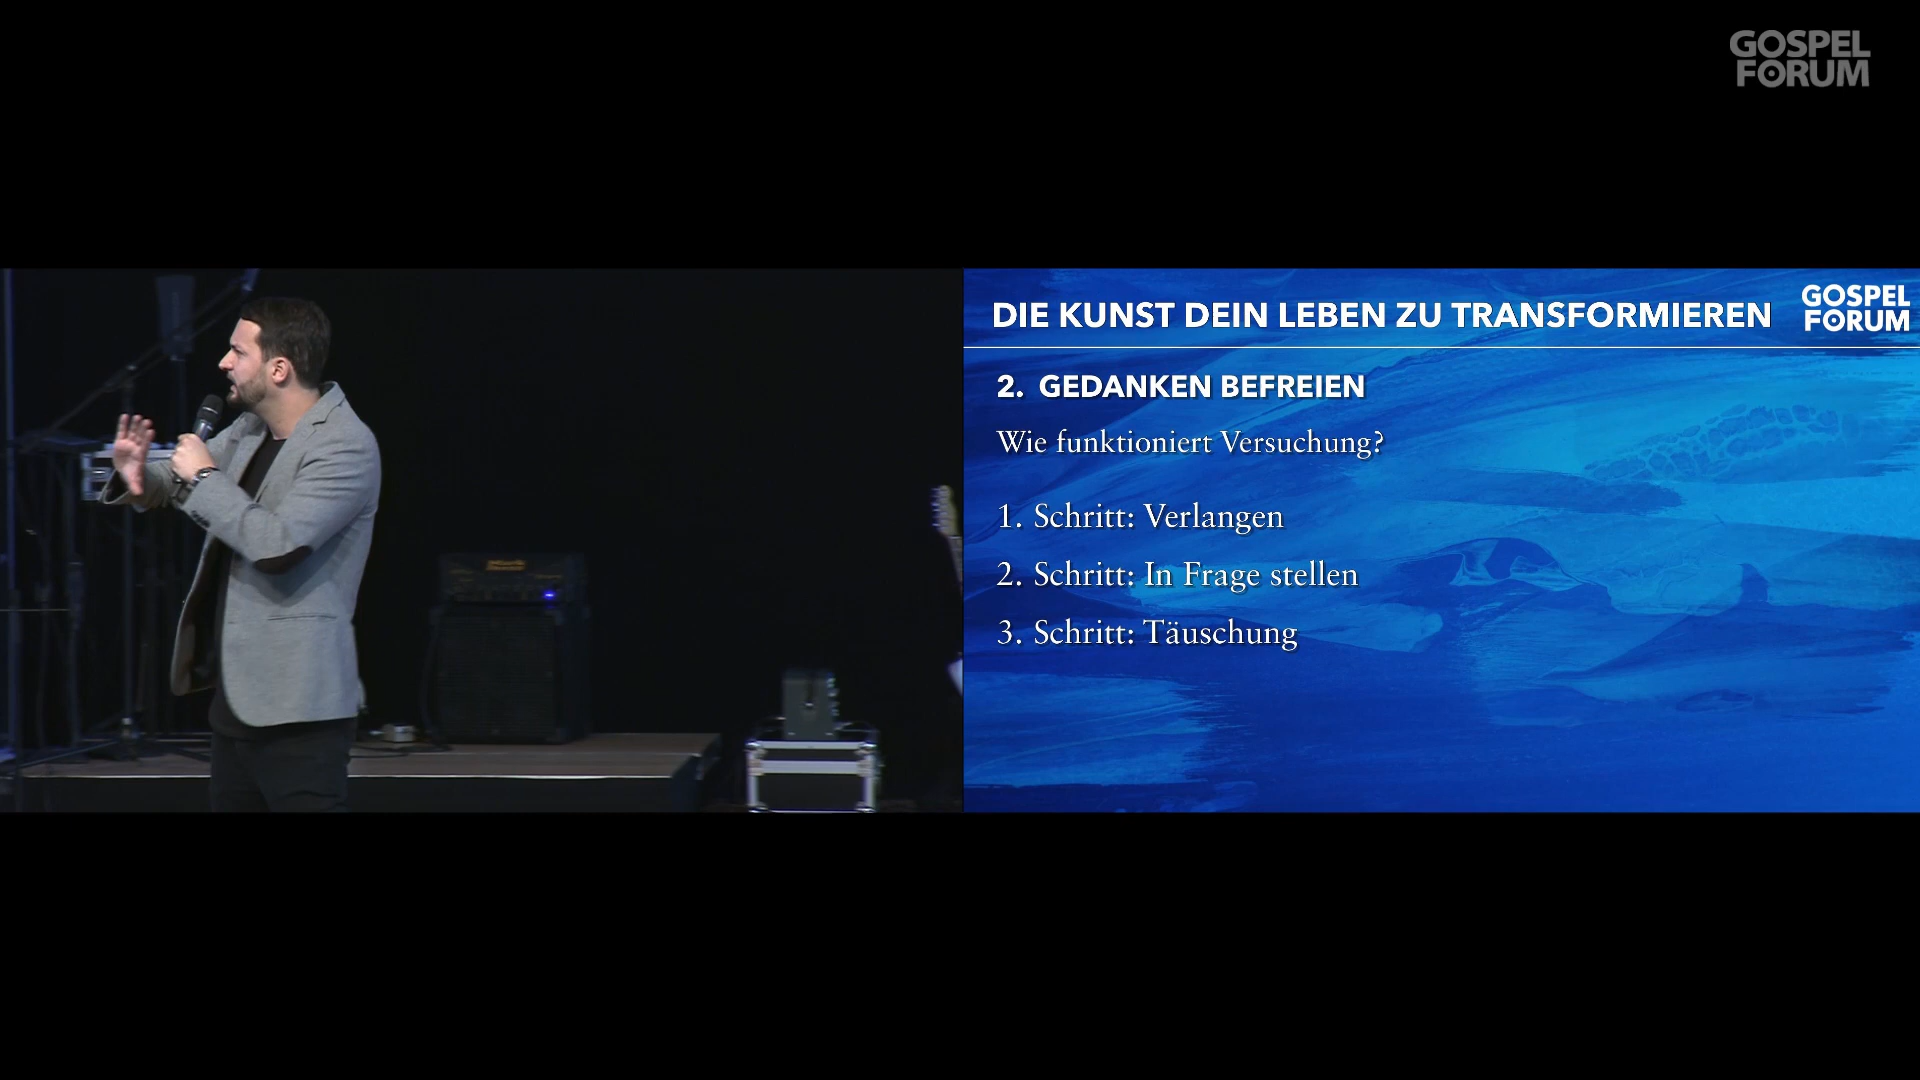 GOSPEL
FORUM
DIE KUNST DEIN LEBEN ZU TRANSFORMIEREN
GOSPEL
FORUM
2. GEDANKEN BEFREIEN
Wie funktioniert Versuchung?
1. Schritt: Verlangen
2. Schritt: In Frage stellen
3. Schritt: Täuschung